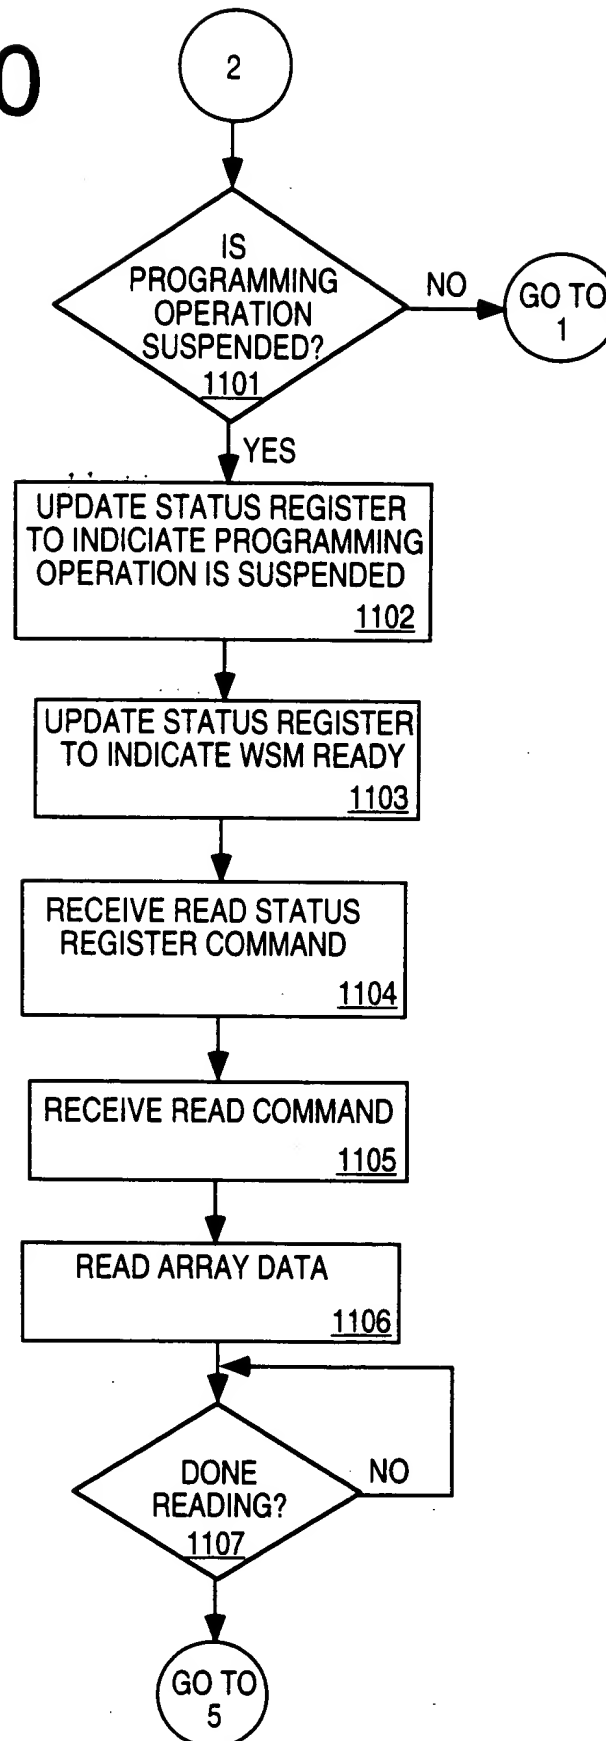 0
2
IS
PROGRAMMING
OPERATION
SUSPENDED?
1101
NO
GO TO
1
YES
UPDATE STATUS REGISTER
TO INDICIATE PROGRAMMING
OPERATION IS SUSPENDED
1102
UPDATE STATUS REGISTER
TO INDICATE WSM READY
1103
RECEIVE READ STATUS
REGISTER COMMAND
1104
RECEIVE READ COMMAND
1105
READ ARRAY DATA
1106
DONE
READING?
1107
NO
GO TO
5